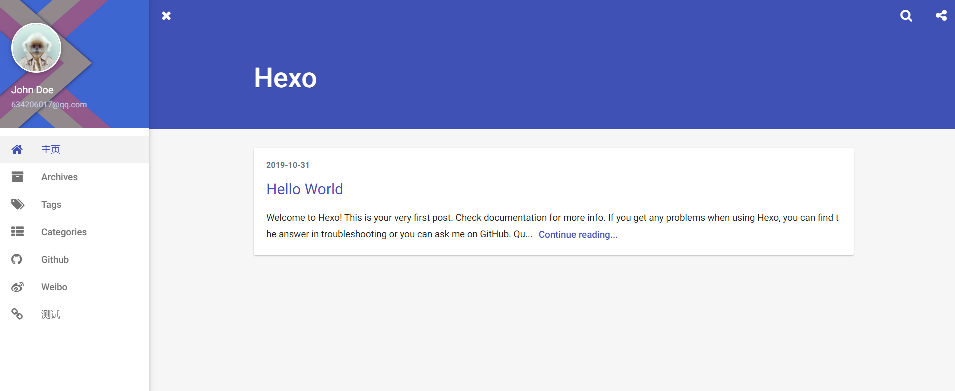 John Doe
634206017@qq.com
主页
Archives
Tags
Categories
Github
Weibo
测试
Hexo
2019-10-31
Hello World
Welcome to Hexo! This is your very first post. Check documentation for more info. If you get any problems when using Hexo, you can find t
he answer in troubleshooting or you can ask me on GitHub. Qu... Continue reading...